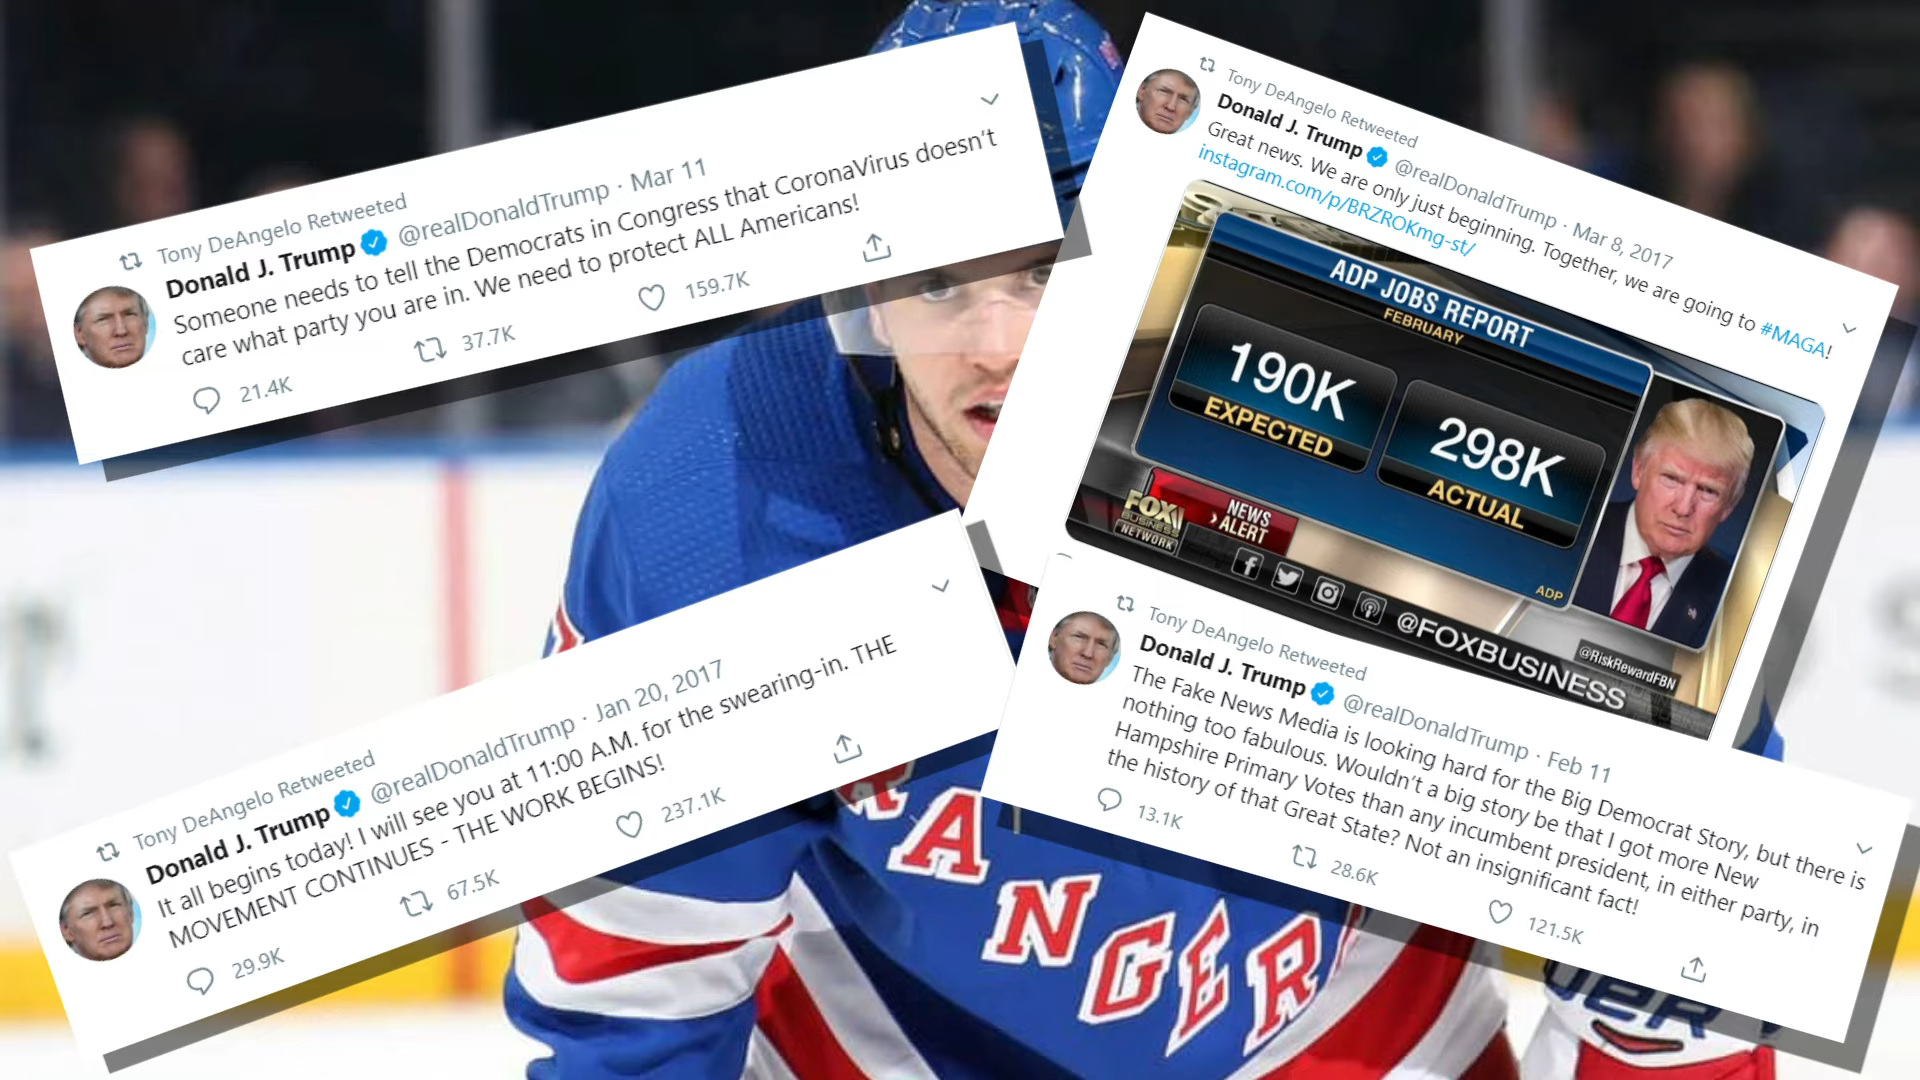 Tony DeAngelo Retweeted
Donald J. Trump @realDonaldTrump · Mar 11
Someone needs to tell the Democrats in Congress that CoronaVirus doesn't
care what party you are in. We need to protect ALL Americans!
21.4K 37.7K 159.7K
Tony DeAngelo Retweeted
Donald J. Trump @realDonaldTrump · Mar 8, 2017
Great news. We are only just beginning. Together, we are going to #MAGA!
instagram.com/p/BRZROKmg-st/
ADP JOBS REPORT
FEBRUARY
190K
EXPECTED
298K
ACTUAL
ADP
FOX
BUSINESS
NETWORK
NEWS
› ALERT
@FOXBUSINESS
@RiskRewardFBN
Tony DeAngelo Retweeted
Donald J. Trump @realDonaldTrump · Jan 20, 2017
It all begins today! I will see you at 11:00 A.M. for the swearing-in. THE
MOVEMENT CONTINUES - THE WORK BEGINS!
29.9K 67.5K 237.1K
Tony DeAngelo Retweeted
Donald J. Trump @realDonaldTrump · Feb 11
The Fake News Media is looking hard for the Big Democrat Story, but there is
nothing too fabulous. Wouldn't a big story be that I got more New
Hampshire Primary Votes than any incumbent president, in either party, in
the history of that Great State? Not an insignificant fact!
13.1K 28.6K 121.5K
RANGER